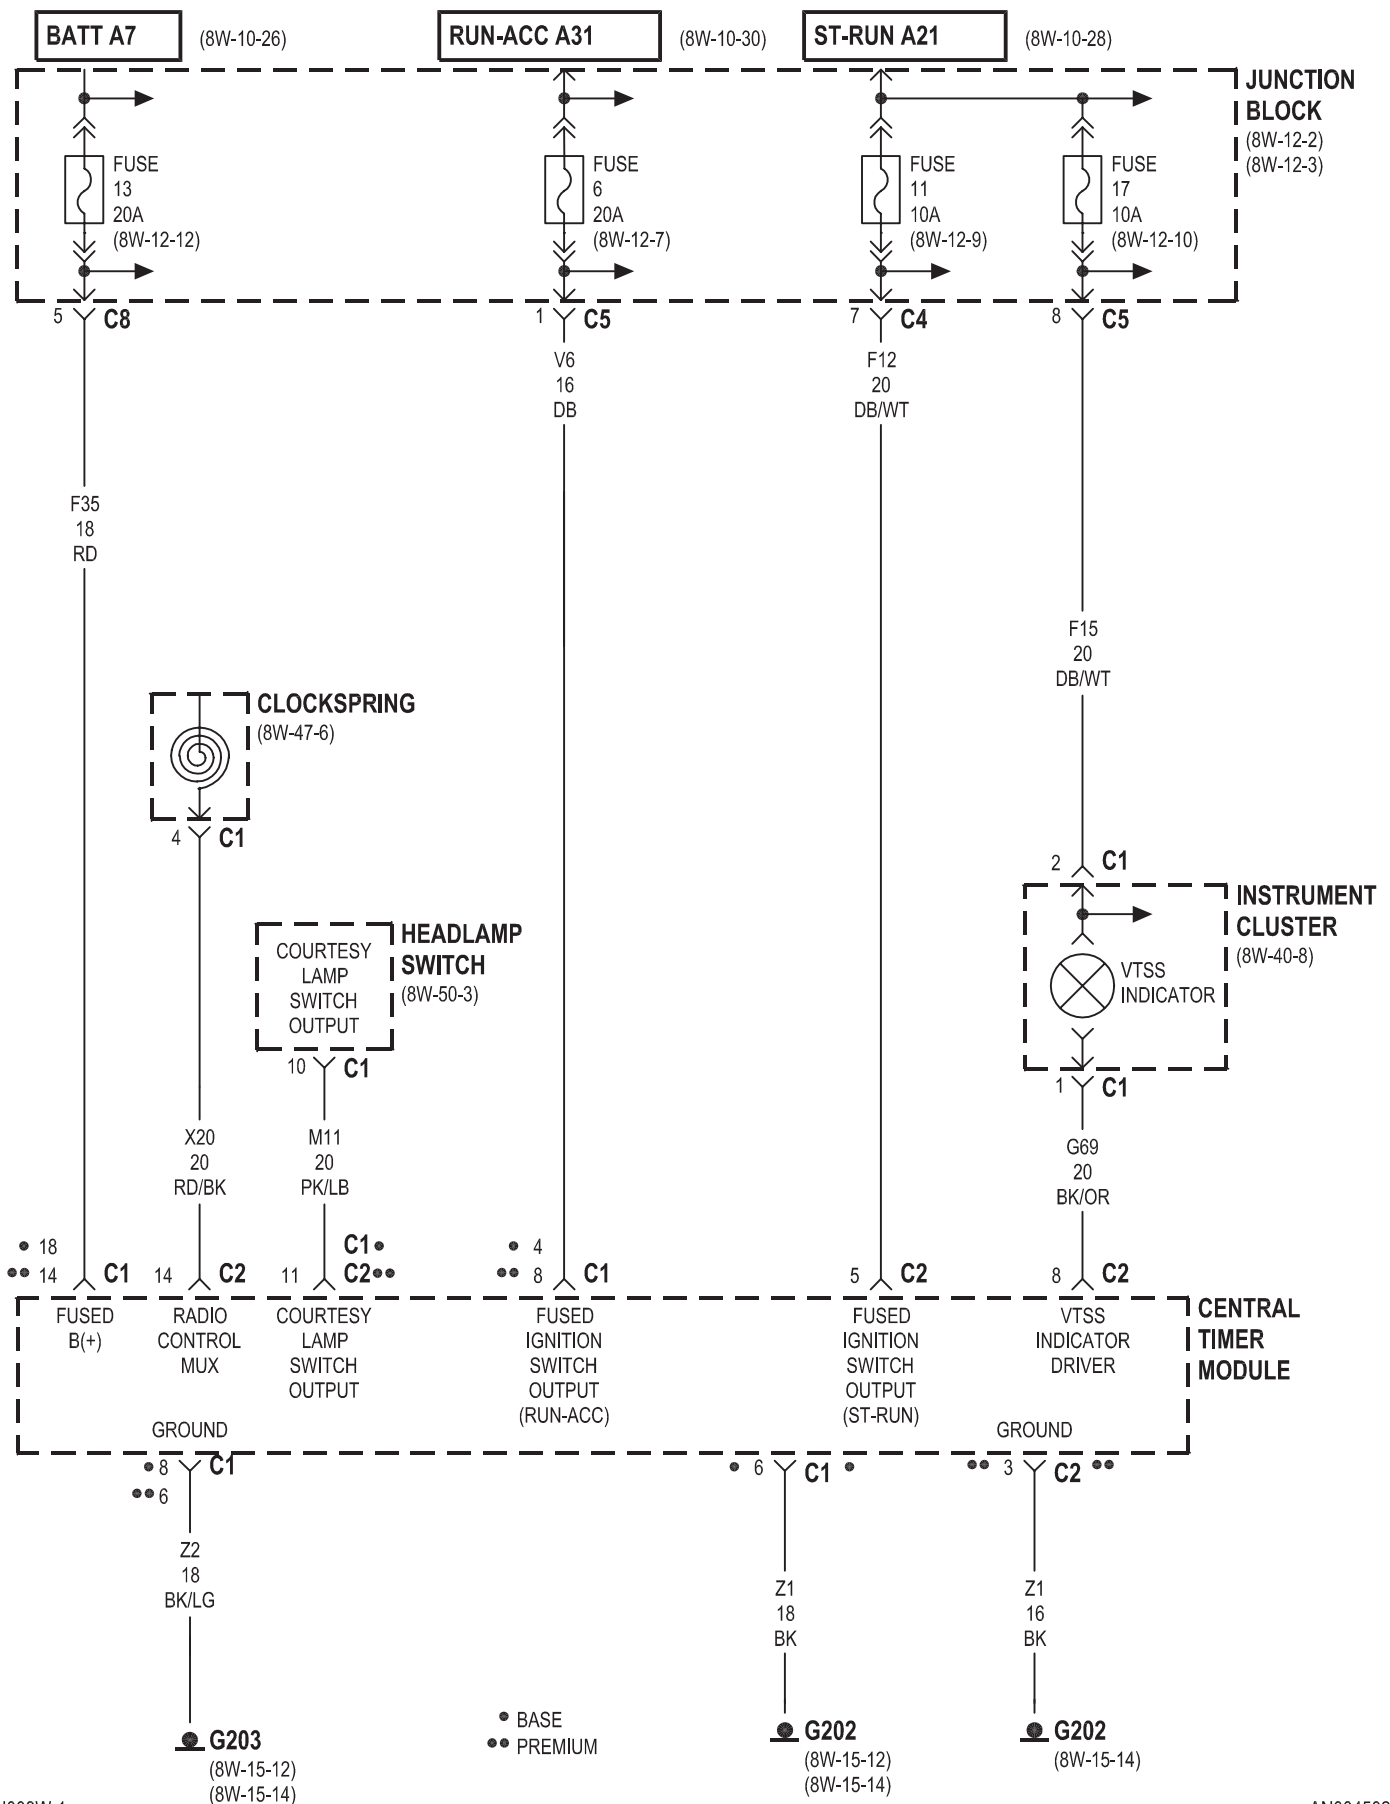 BATT A7 (8W-10-26) RUN-ACC A31 (8W-10-30) ST-RUN A21 (8W-10-28)
JUNCTION
BLOCK
(8W-12-2)
(8W-12-3)
FUSE
13
20A
(8W-12-12)
FUSE
6
20A
(8W-12-7)
FUSE
11
10A
(8W-12-9)
FUSE
17
10A
(8W-12-10)
5 C8
1 C5
7 C4
8 C5
V6
16
DB
F12
20
DB/WT
F35
18
RD
F15
20
DB/WT
CLOCKSPRING
(8W-47-6)
4 C1
2 C1
INSTRUMENT
CLUSTER
(8W-40-8)
VTSS
INDICATOR
1 C1
HEADLAMP
SWITCH
(8W-50-3)
COURTESY
LAMP
SWITCH
OUTPUT
10 C1
X20
20
RD/BK
M11
20
PK/LB
G69
20
BK/OR
• 18
•• 14 C1
14 C2
C1 •
11 C2 ••
• 4
•• 8 C1
5 C2
8 C2
CENTRAL
TIMER
MODULE
FUSED
B(+)
RADIO
CONTROL
MUX
COURTESY
LAMP
SWITCH
OUTPUT
FUSED
IGNITION
SWITCH
OUTPUT
(RUN-ACC)
FUSED
IGNITION
SWITCH
OUTPUT
(ST-RUN)
VTSS
INDICATOR
DRIVER
GROUND
GROUND
• 8 C1
•• 6
• 6 C1 •
•• 3 C2 ••
Z2
18
BK/LG
Z1
18
BK
Z1
16
BK
G203
(8W-15-12)
(8W-15-14)
• BASE
•• PREMIUM
G202
(8W-15-12)
(8W-15-14)
G202
(8W-15-14)